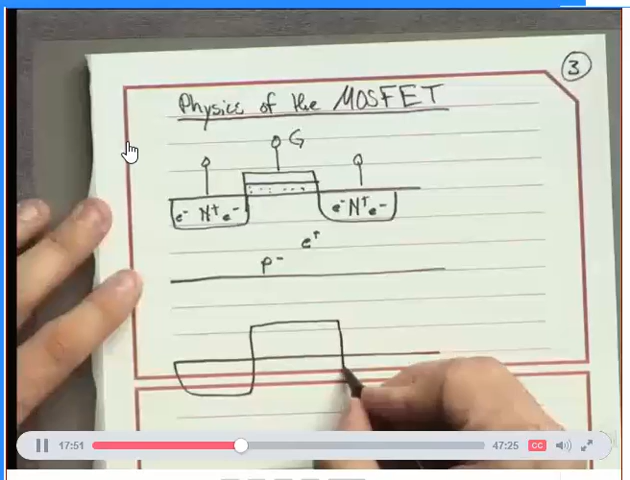 3
Physics of the MOSFET
G
e⁻ N⁺ e⁻
e⁻ N⁺ e⁻
e⁺
p⁻
17:51
47:25
CC